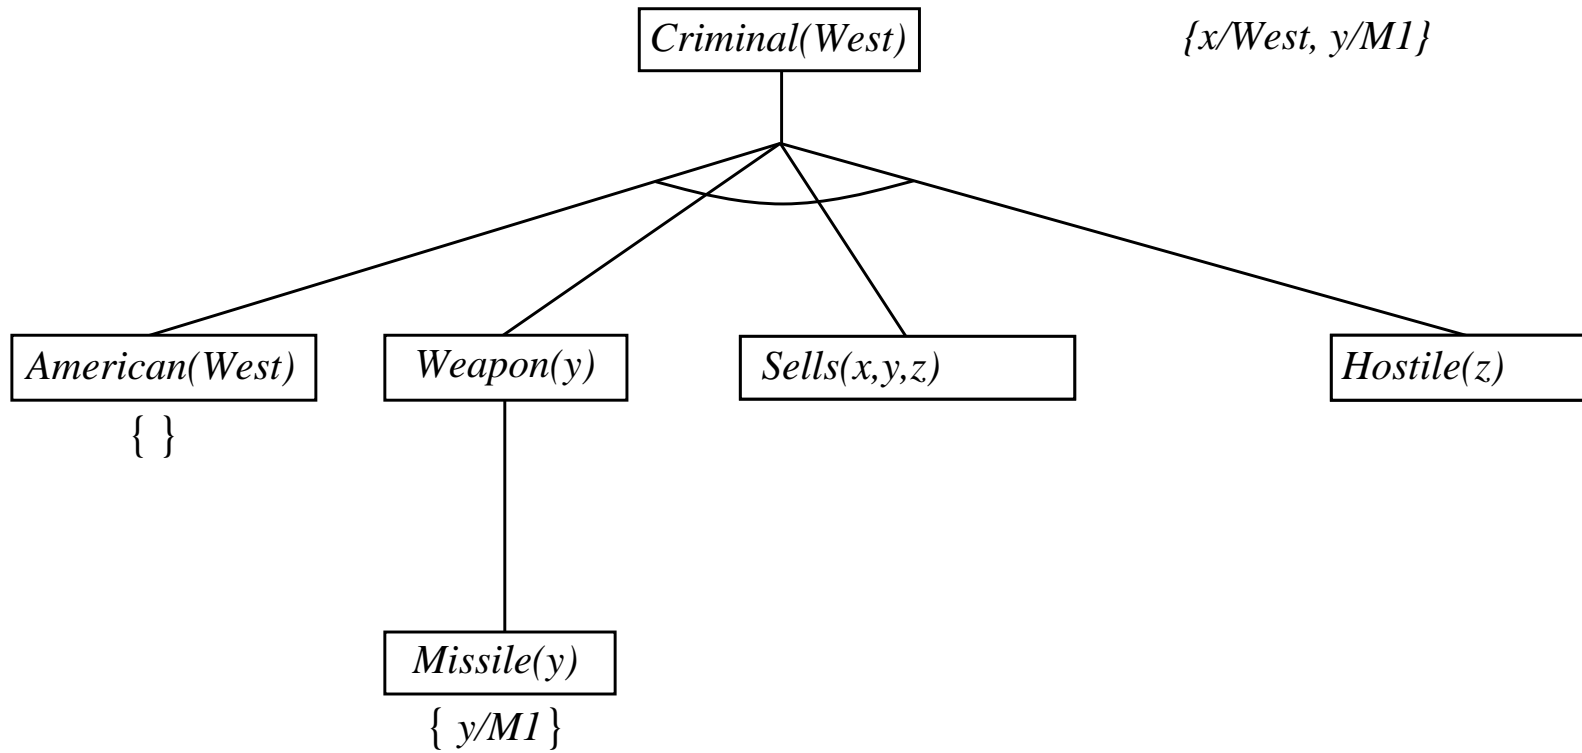 Criminal(West)
{x/West, y/M1}
American(West)
Weapon(y)
Sells(x,y,z)
Hostile(z)
{ }
Missile(y)
{ y/M1 }